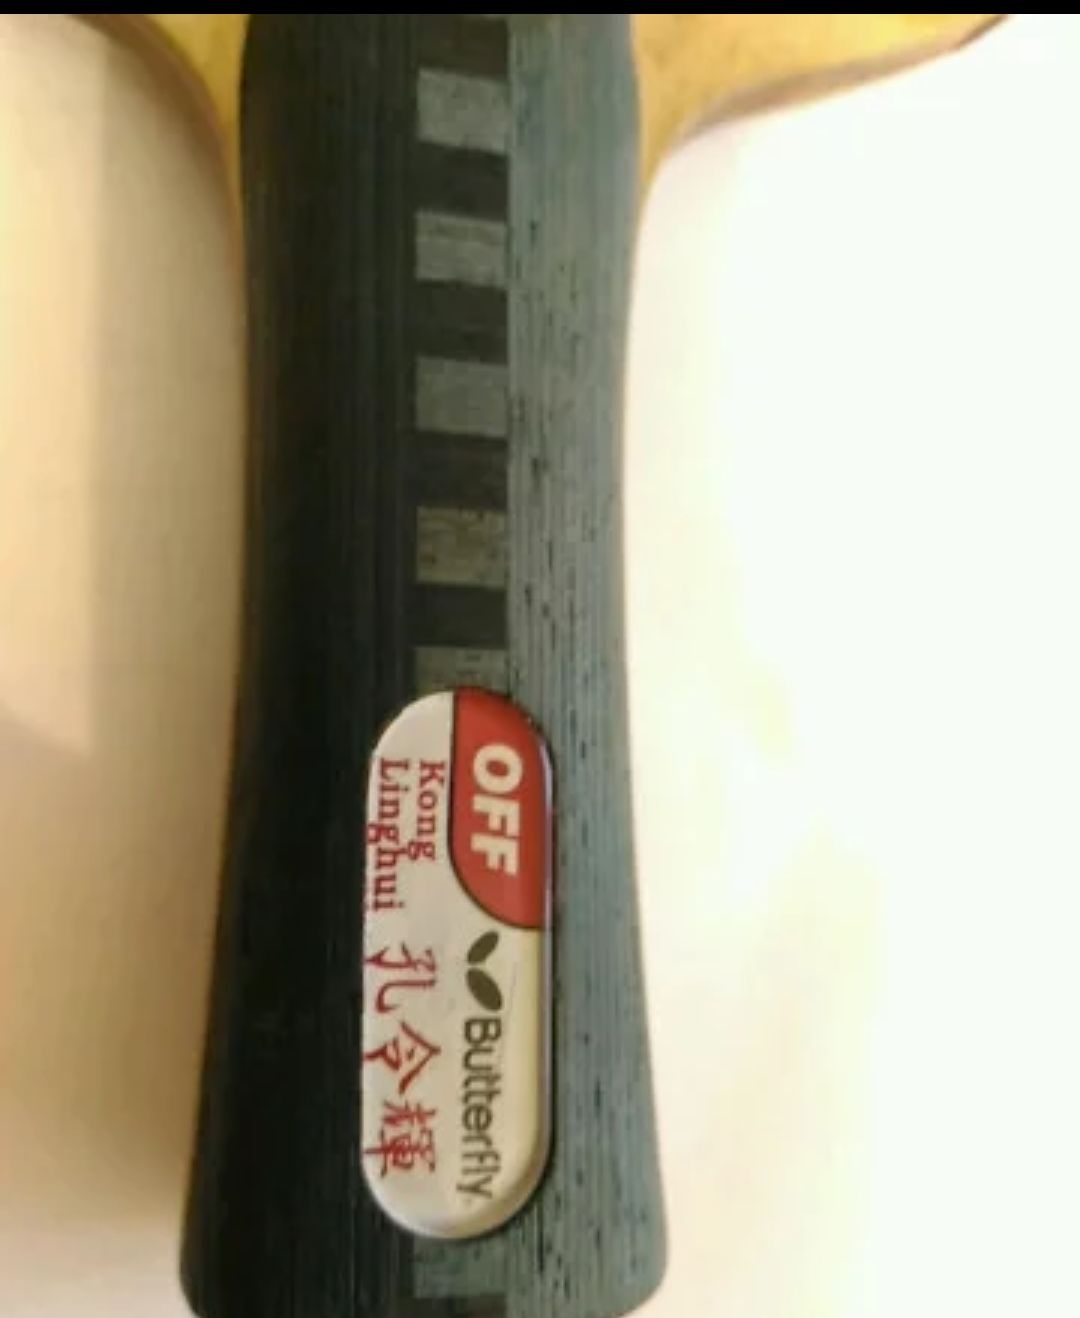 OFF
Butterfly
Kong
Linghui
孔令輝